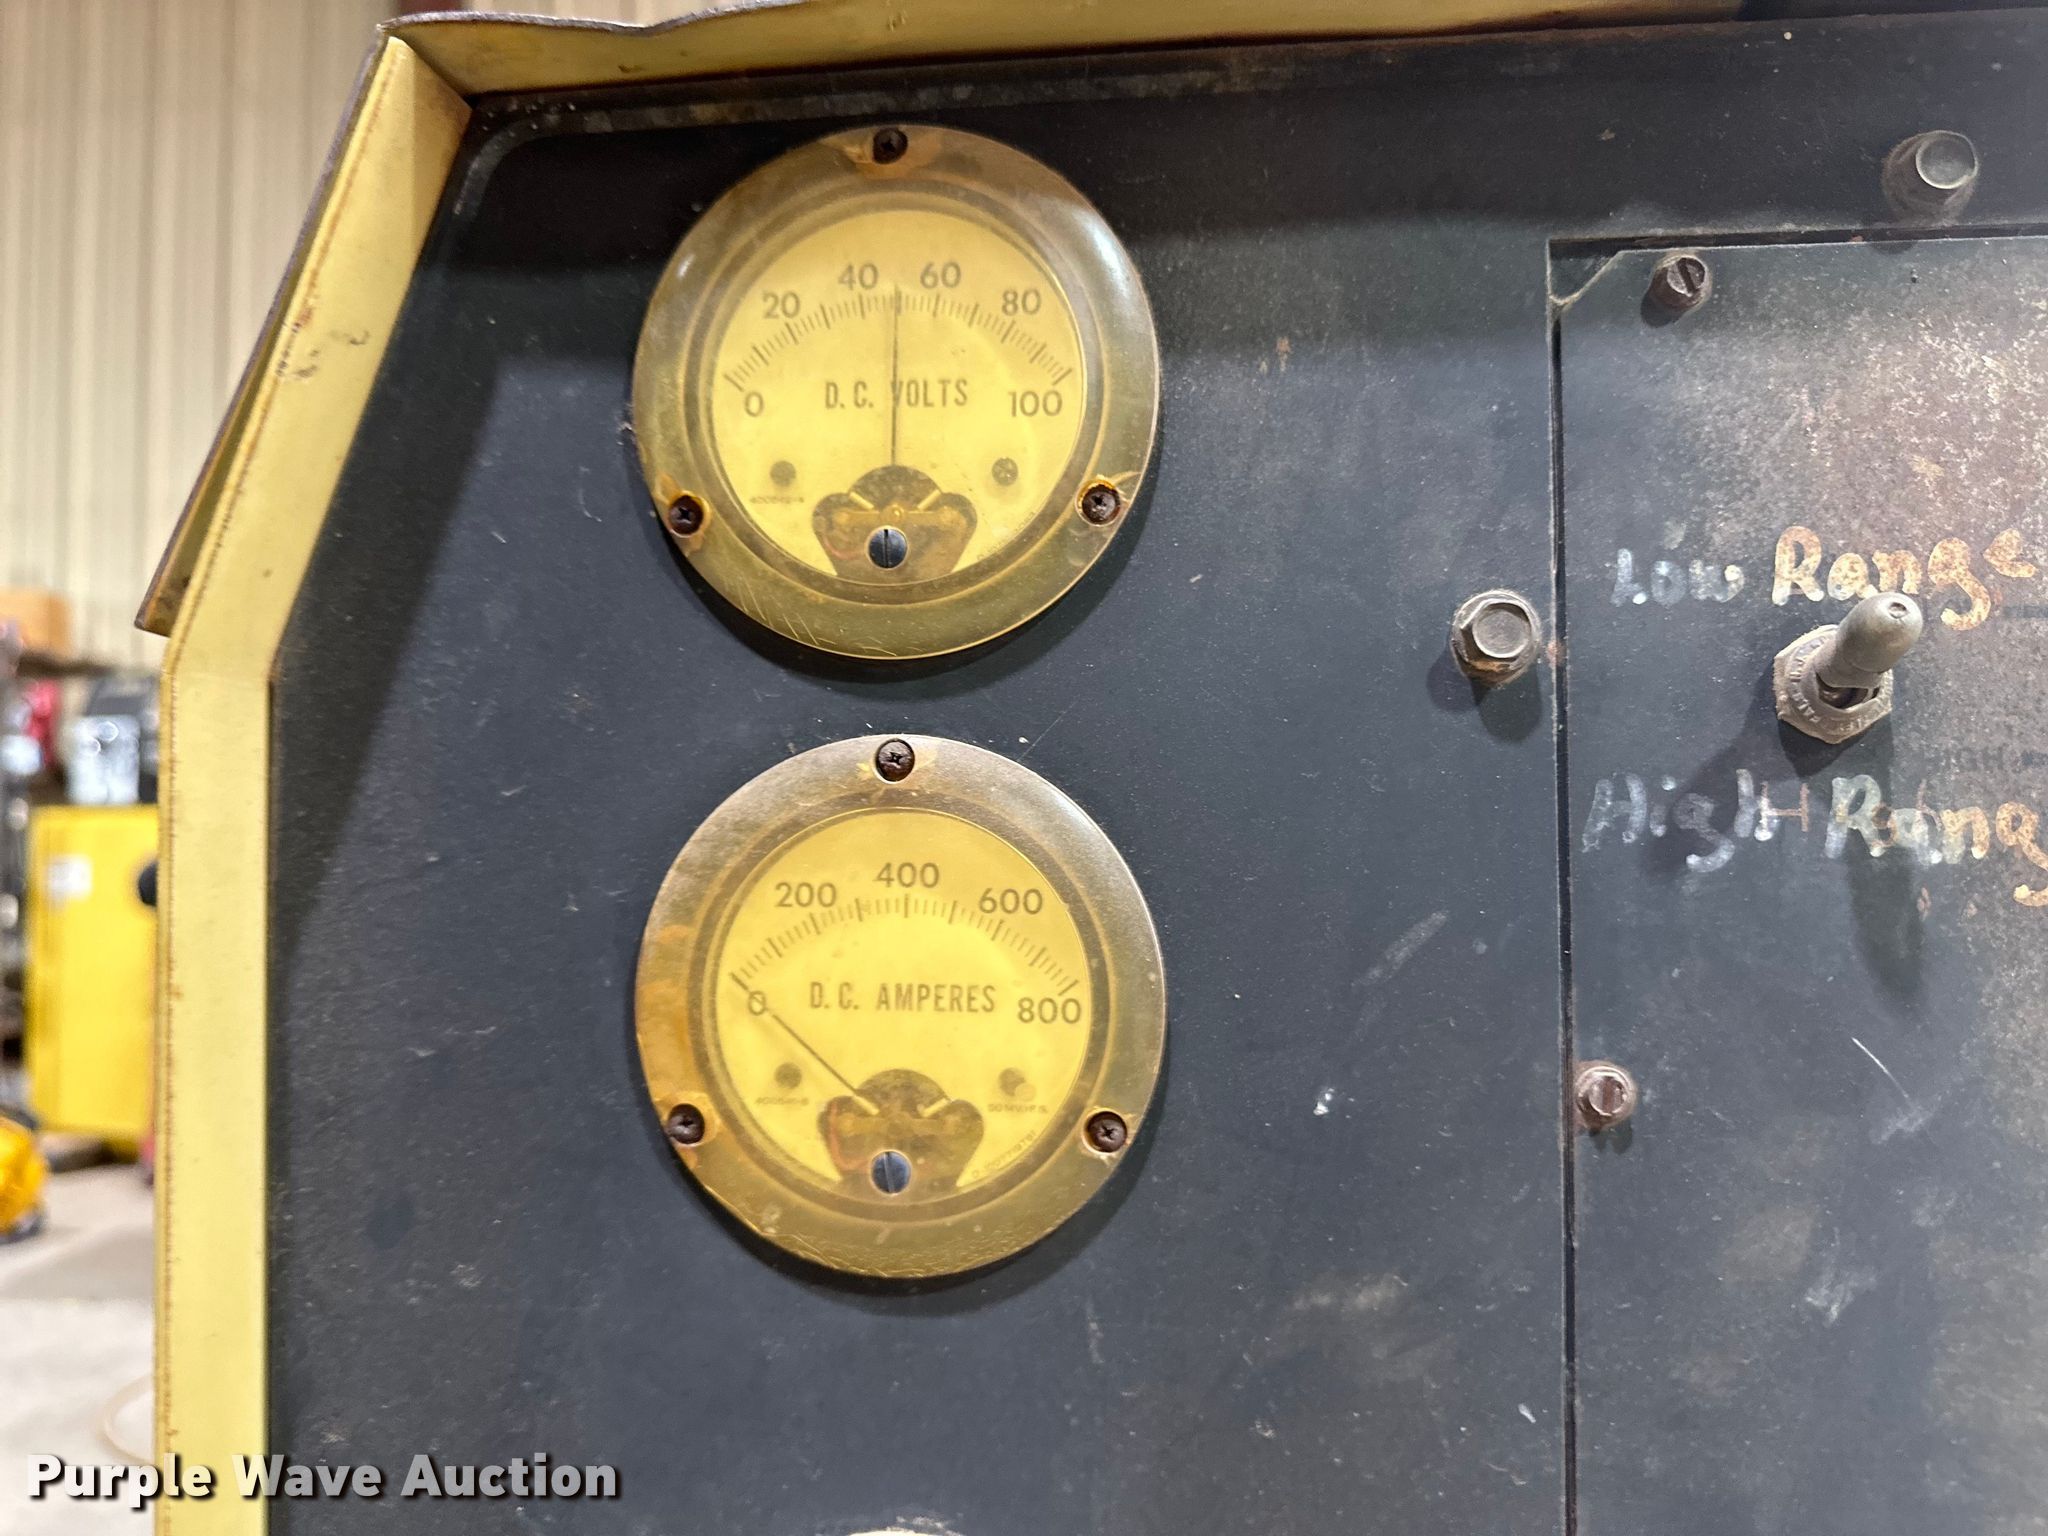 40 60
20 80
0 D.C. VOLTS 100
Low Range
High Rang
400
200 600
0 D.C. AMPERES 800
Purple Wave Auction